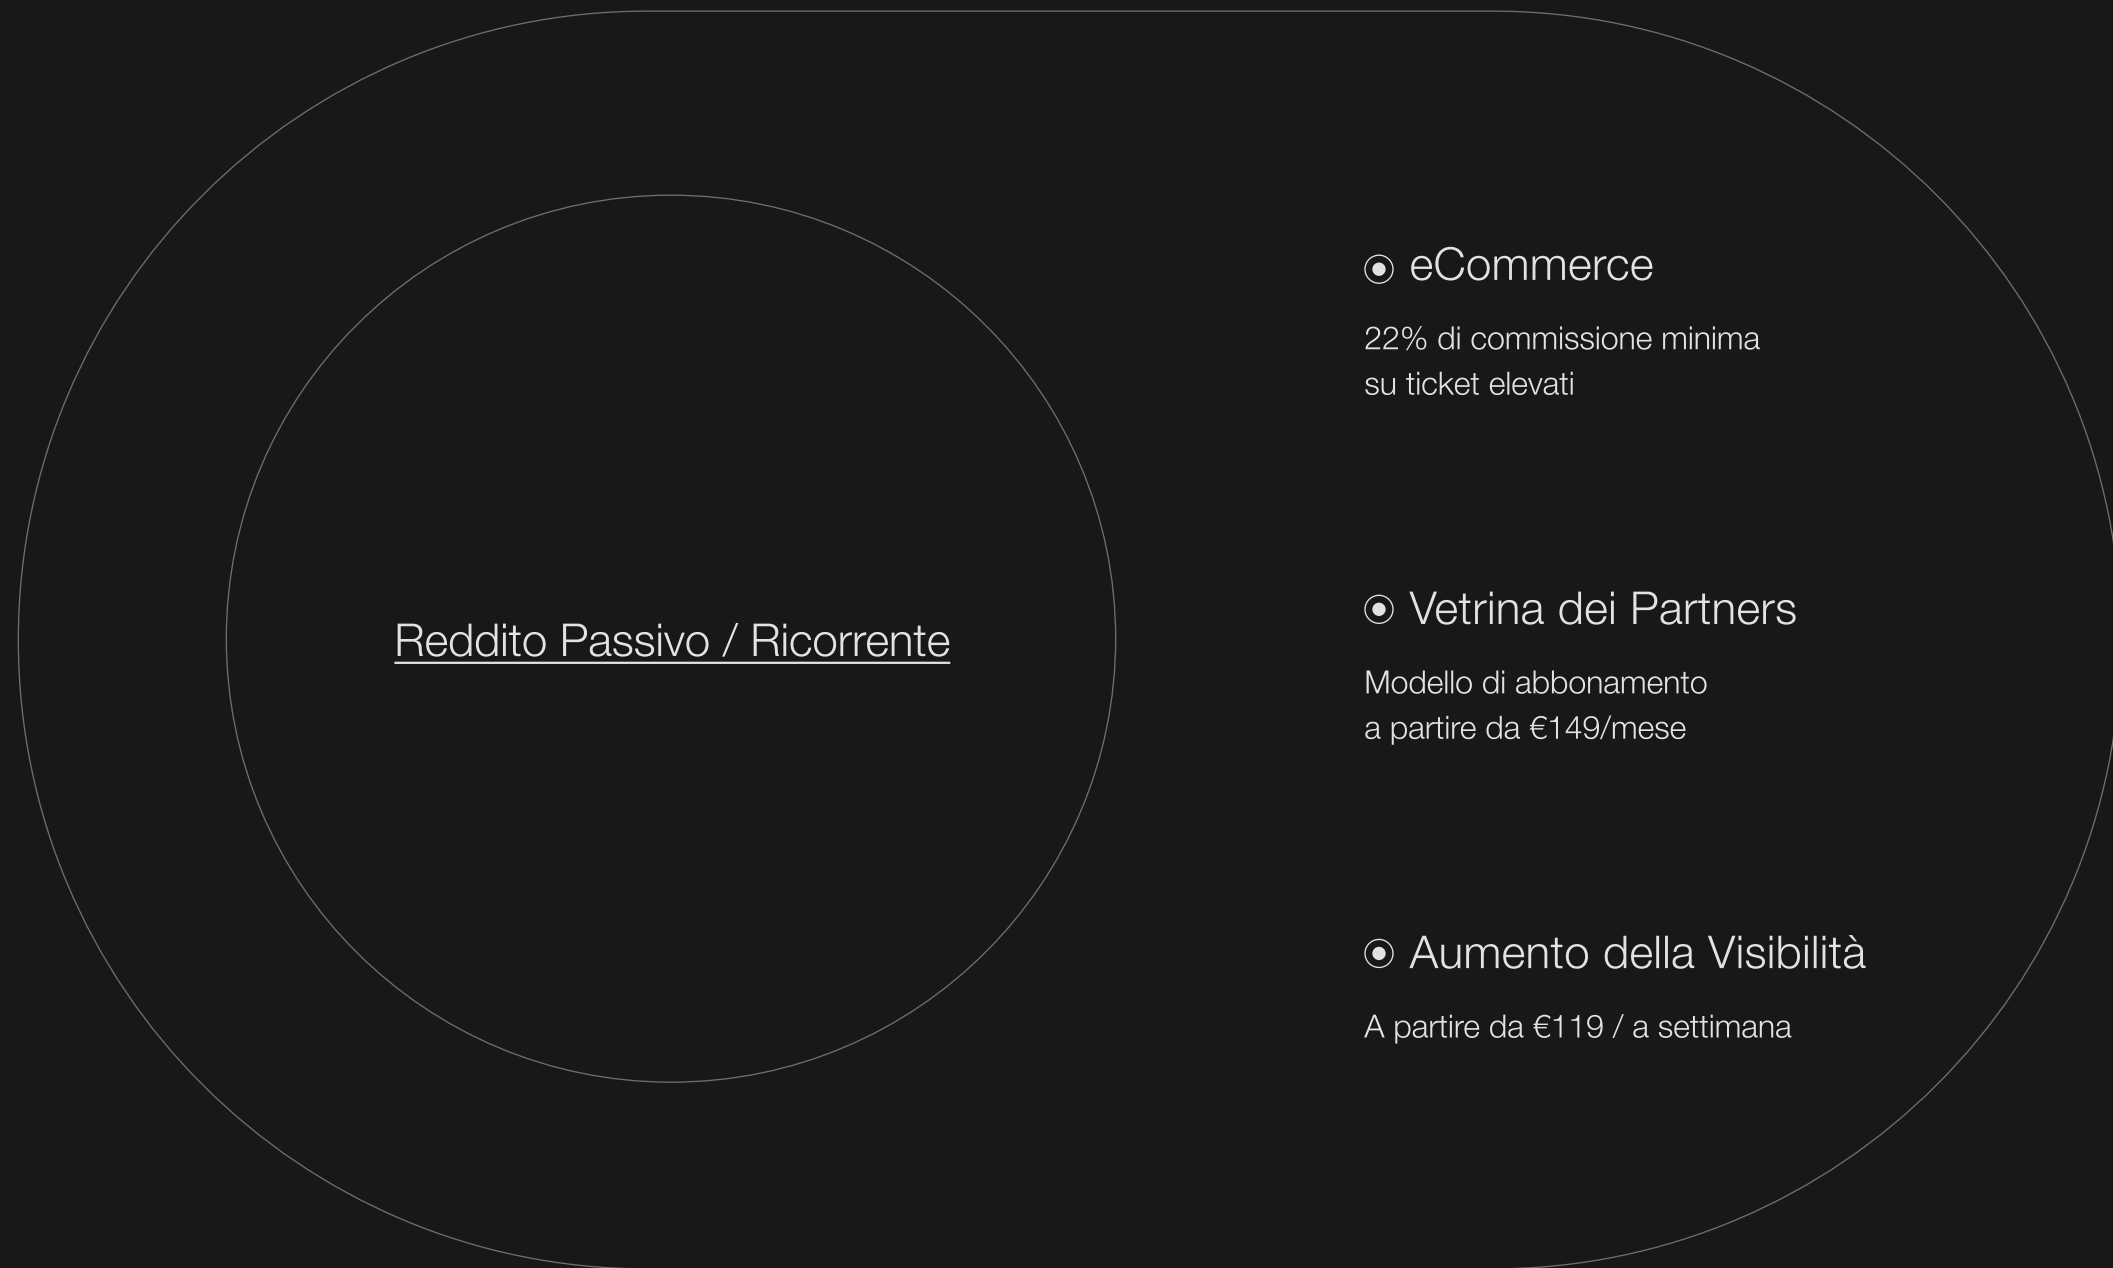 Reddito Passivo / Ricorrente
eCommerce
22% di commissione minima
su ticket elevati
Vetrina dei Partners
Modello di abbonamento
a partire da €149/mese
Aumento della Visibilità
A partire da €119 / a settimana